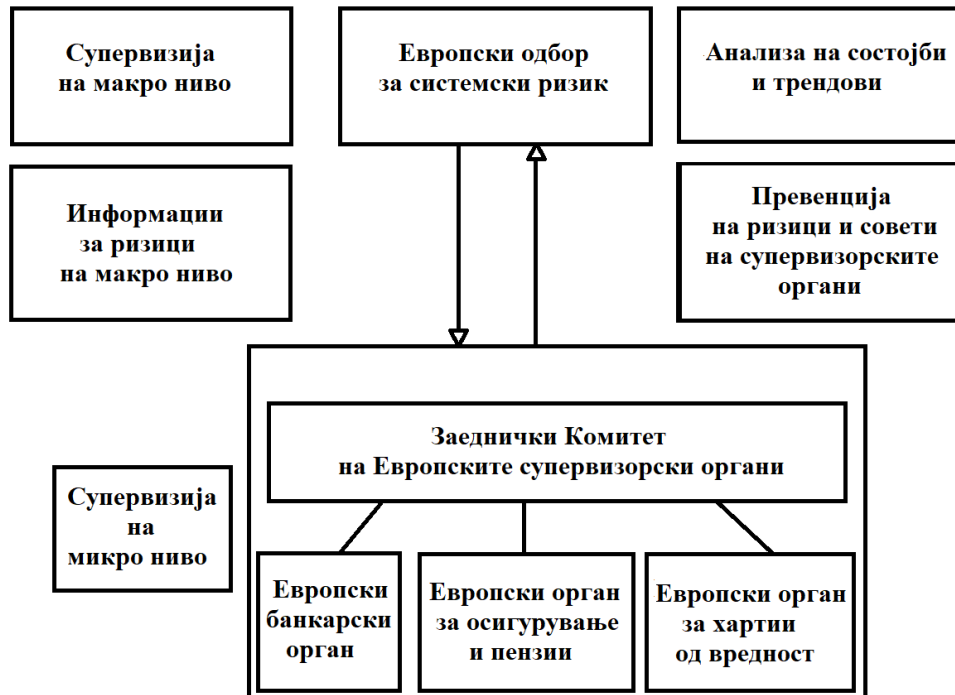 Супервизија
на макро ниво
Европски одбор
за системски ризик
Анализа на состојби
и трендови
Информации
за ризици
на макро ниво
Превенција
на ризици и совети
на супервизорските
органи
Заеднички Комитет
на Европските супервизорски органи
Супервизија
на
микро ниво
Европски
банкарски
орган
Европски орган
за осигурување
и пензии
Европски орган
за хартии
од вредност